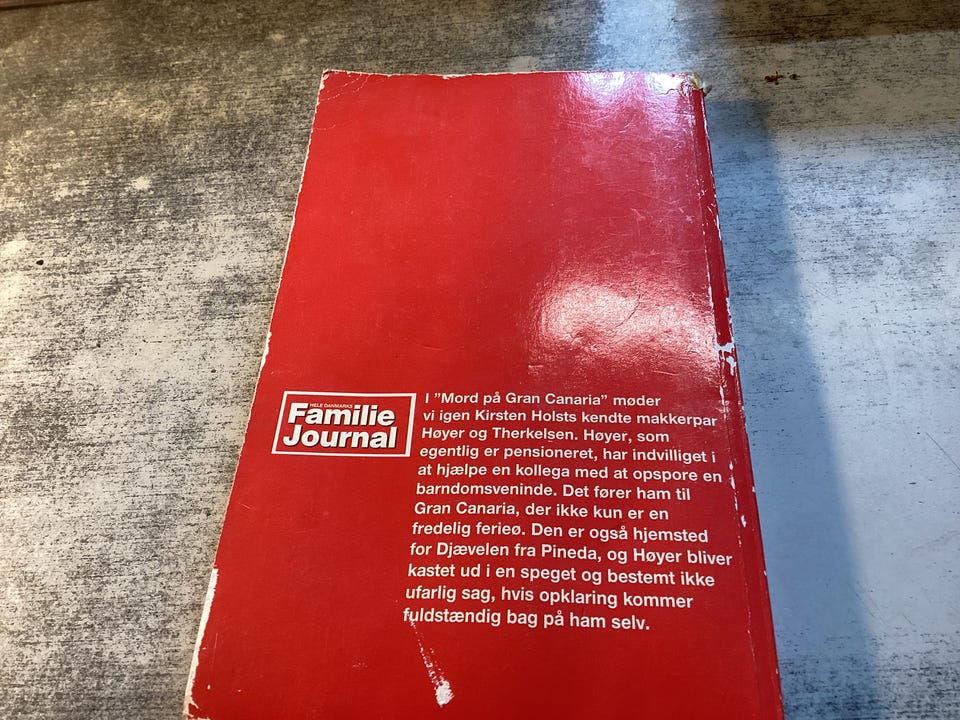 HELE DANMARKS
Familie
Journal
I "Mord på Gran Canaria" møder
vi igen Kirsten Holsts kendte makkerpar
Høyer og Therkelsen. Høyer, som
egentlig er pensioneret, har indvilliget i
at hjælpe en kollega med at opspore en
barndomsveninde. Det fører ham til
Gran Canaria, der ikke kun er en
fredelig ferieø. Den er også hjemsted
for Djævelen fra Pineda, og Høyer bliver
kastet ud i en speget og bestemt ikke
ufarlig sag, hvis opklaring kommer
fuldstændig bag på ham selv.